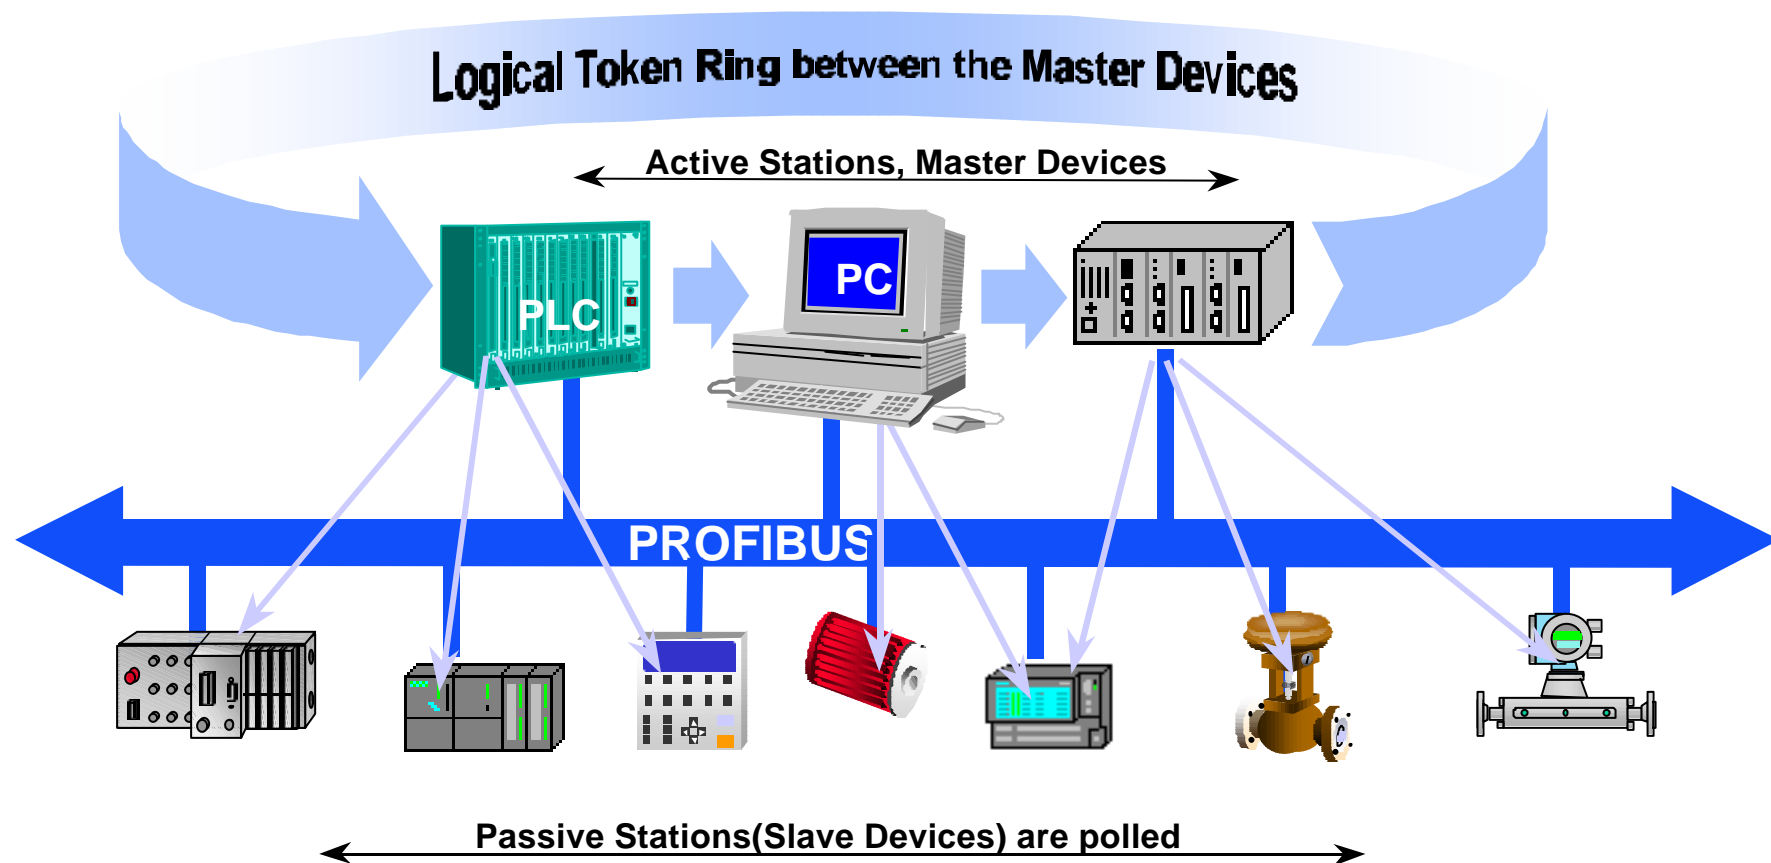 Logical Token Ring between the Master Devices
Active Stations, Master Devices
PLC
PC
PROFIBUS
Passive Stations(Slave Devices) are polled